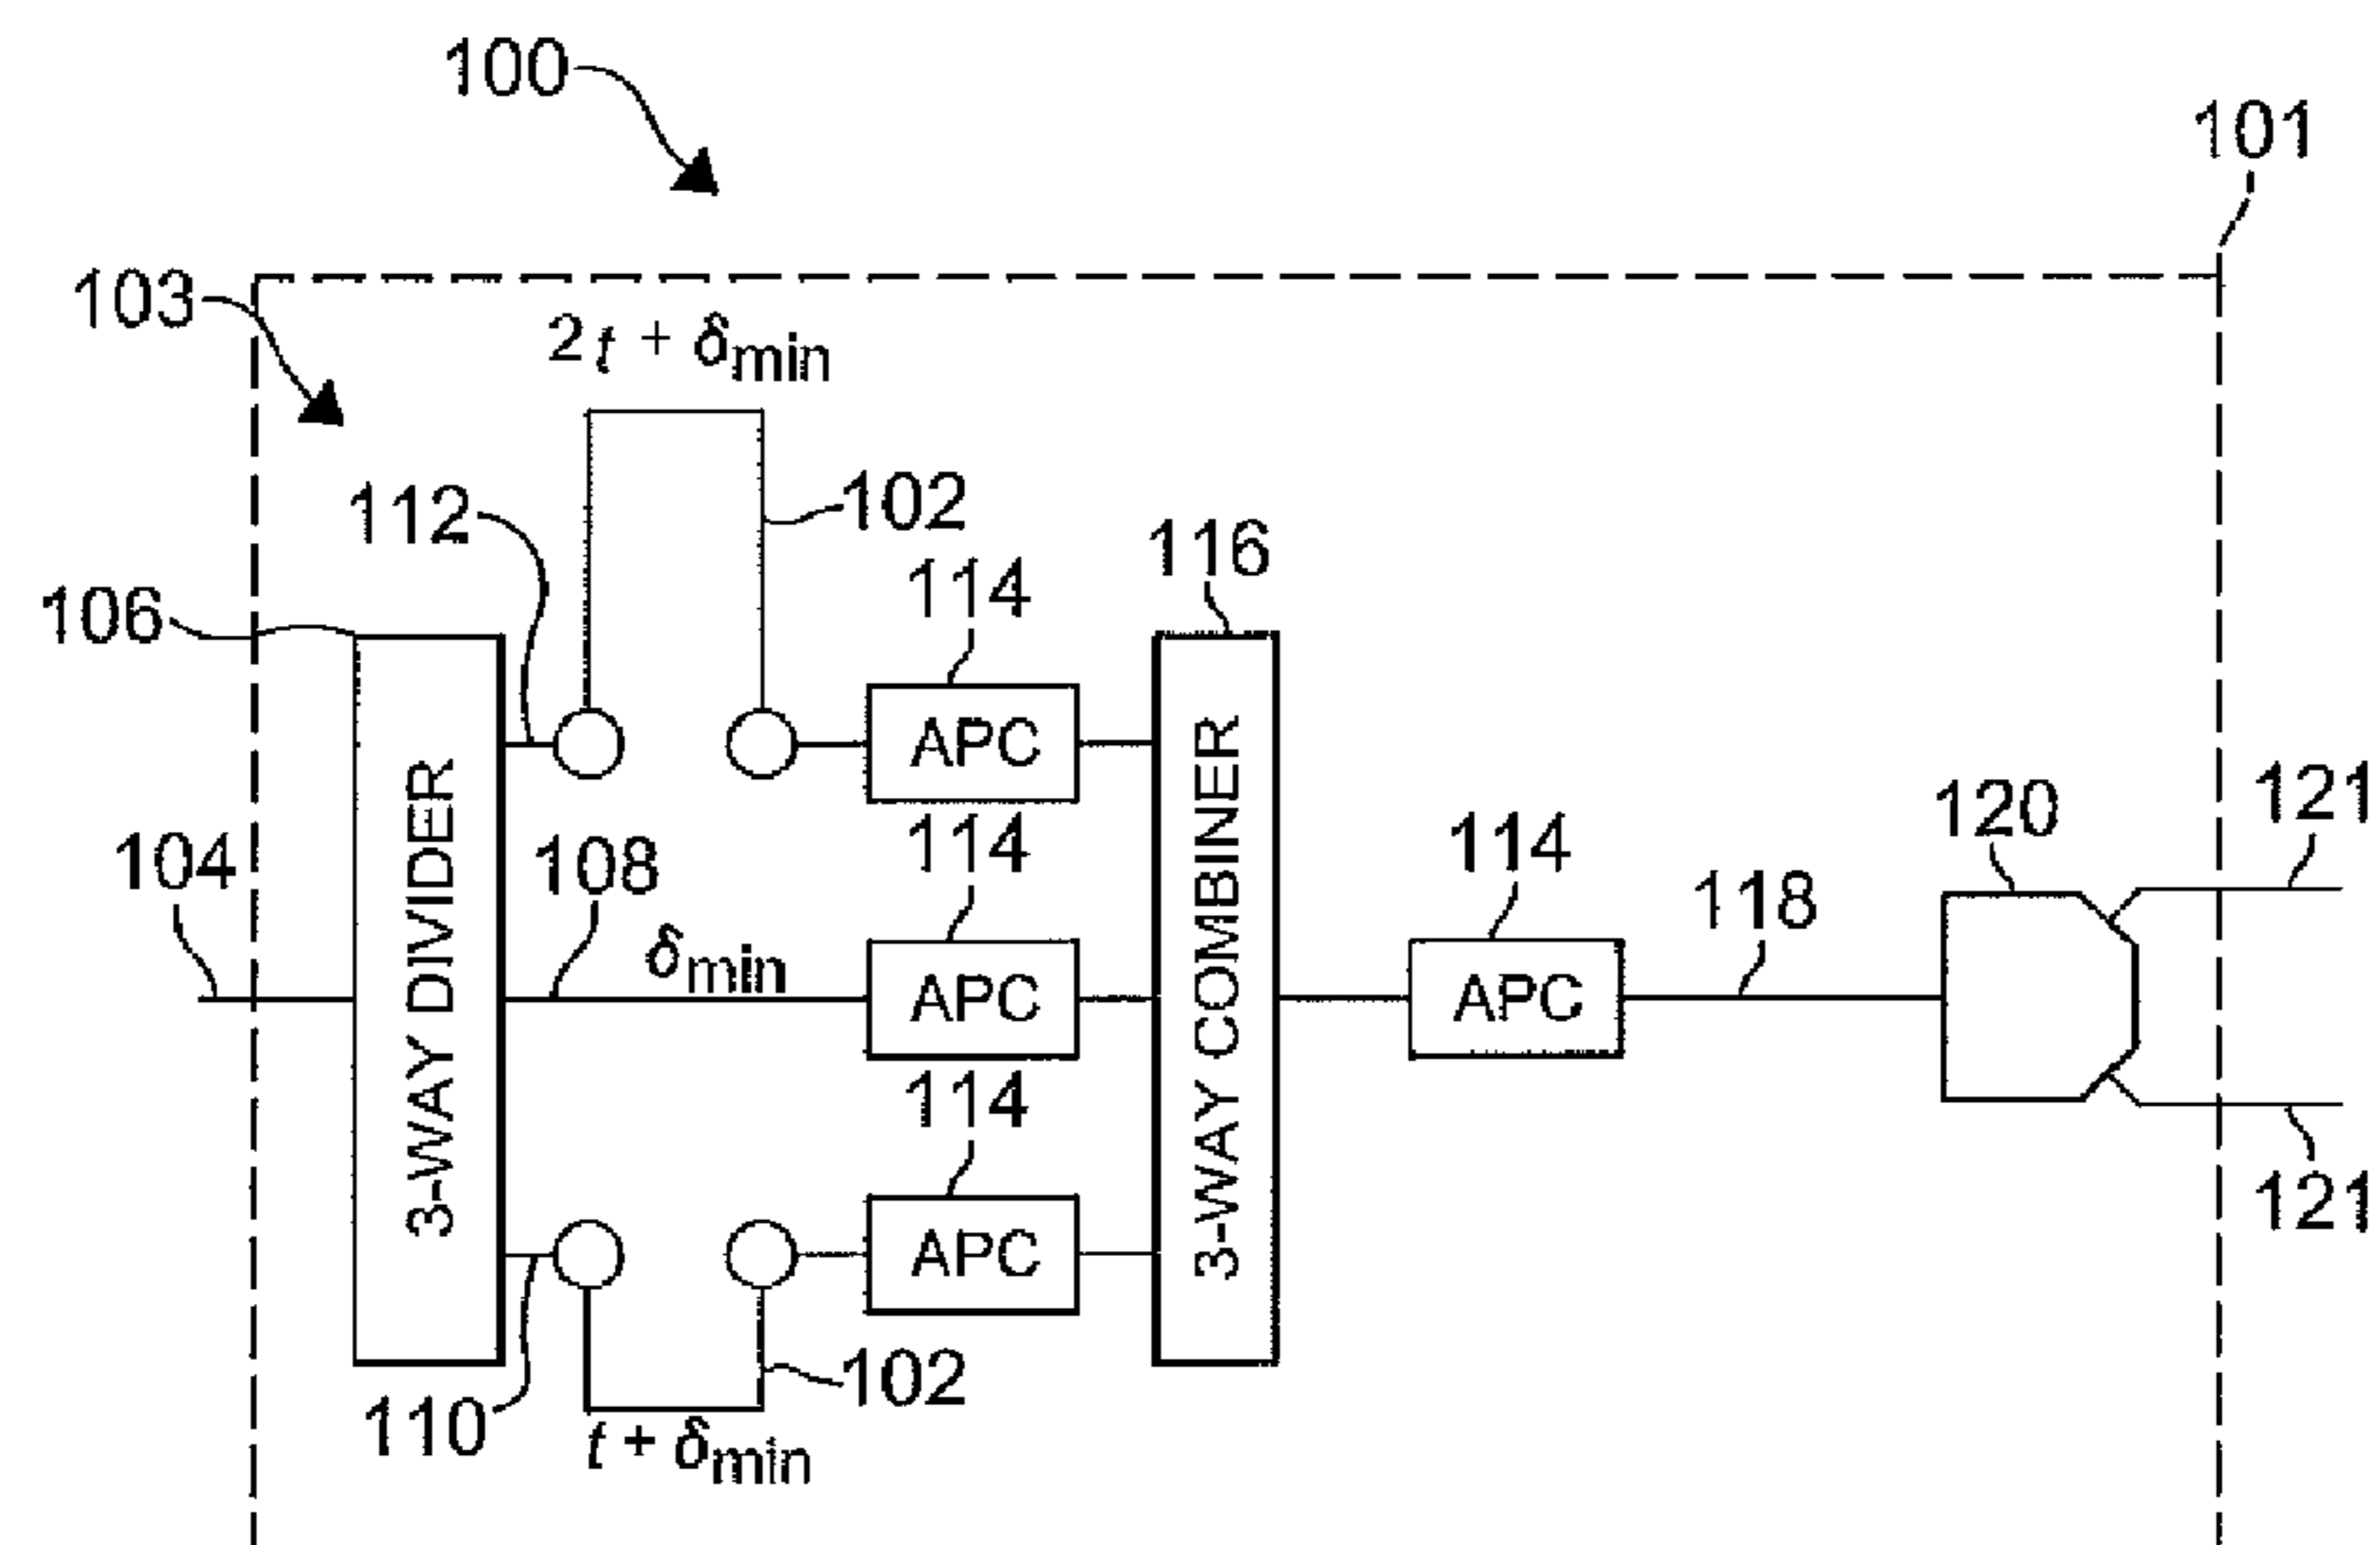 100
101
103
2t + δmin
112
102
116
106
114
APC
3-WAY DIVIDER
104
108
δmin
114
APC
3-WAY COMBINER
114
APC
118
120
121
114
APC
121
110
102
t + δmin